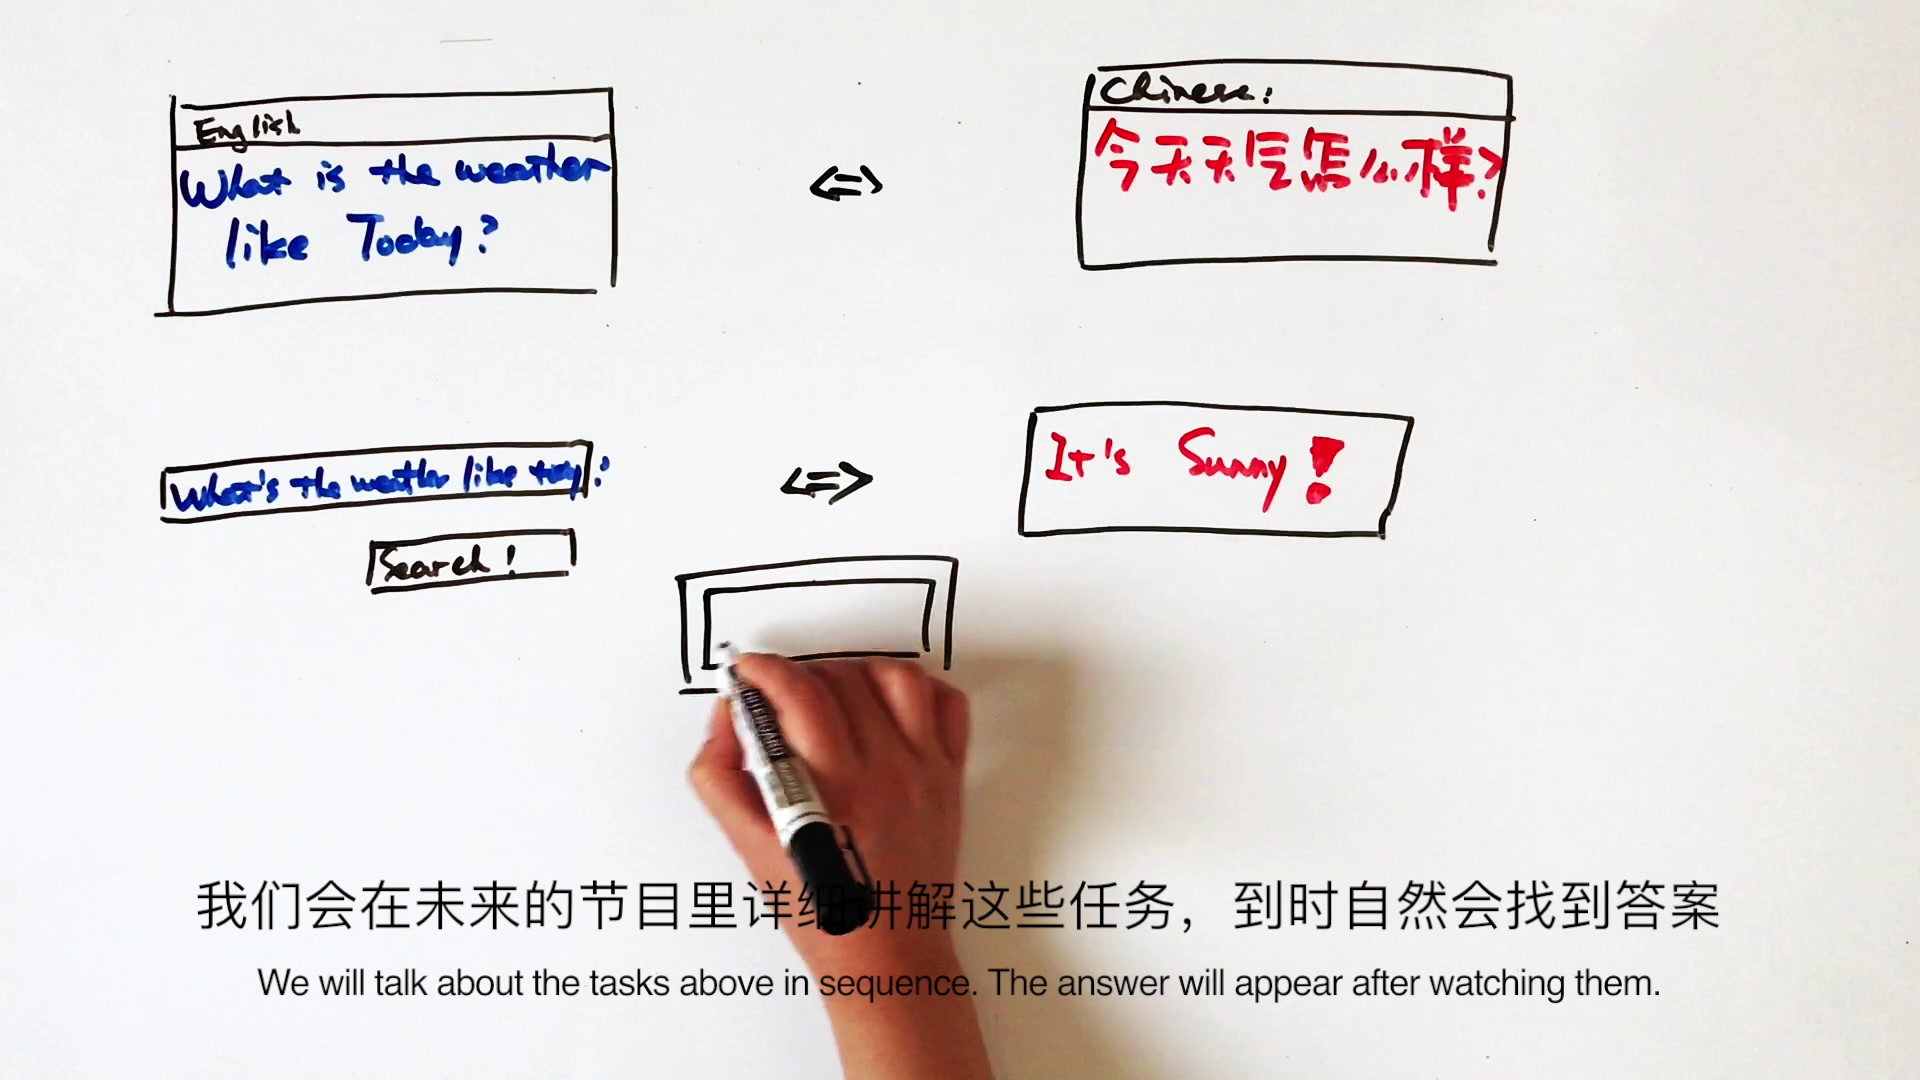 English
What is the weather
like Today?
Chinese:
今天天气怎么样?
What's the weather like today?
Search!
It's Sunny!
WHITEBOARD MARKER
我们会在未来的节目里详细讲解这些任务，到时自然会找到答案
We will talk about the tasks above in sequence. The answer will appear after watching them.